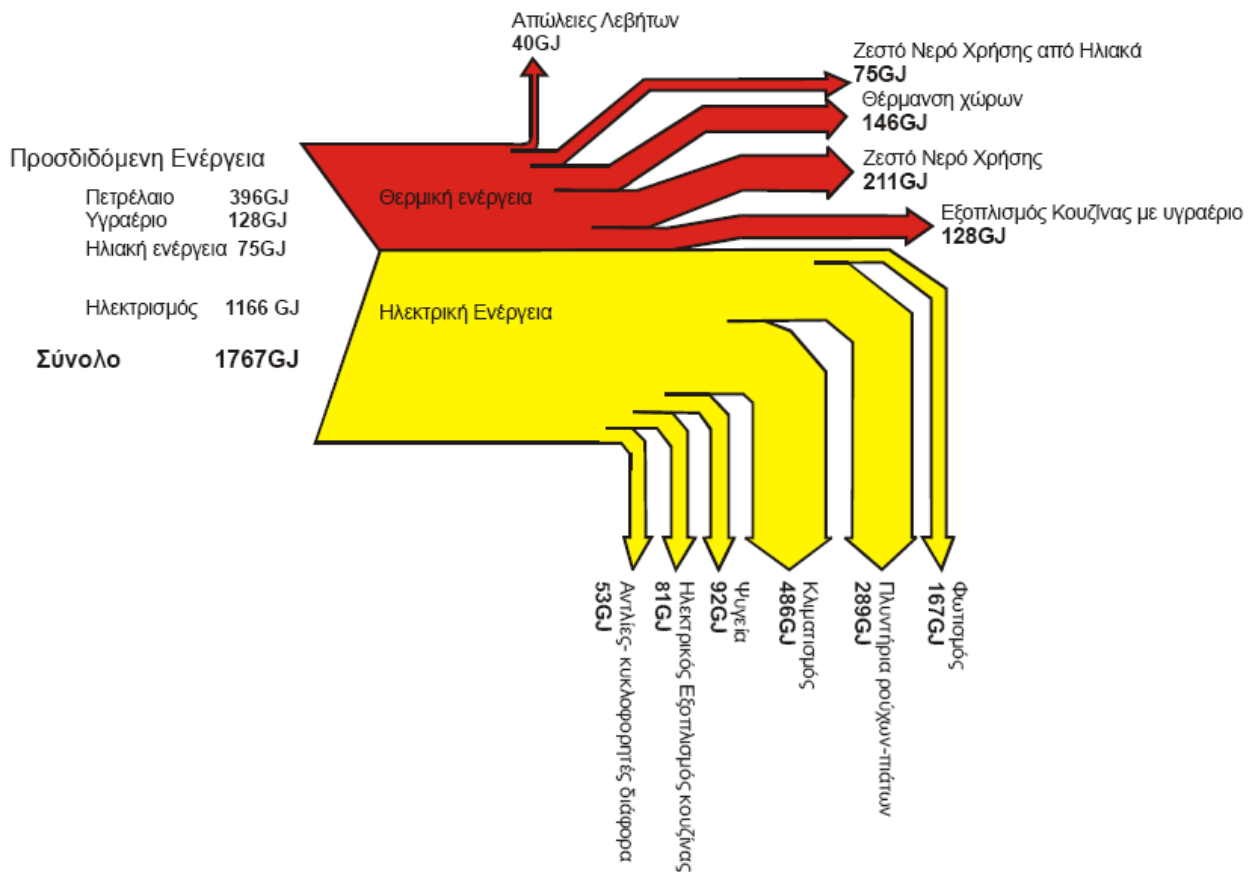 Απώλειες Λεβήτων
40GJ
Ζεστό Νερό Χρήσης από Ηλιακά
75GJ
Θέρμανση χώρων
146GJ
Ζεστό Νερό Χρήσης
211GJ
Εξοπλισμός Κουζίνας με υγραέριο
128GJ
Προσδιδόμενη Ενέργεια
Πετρέλαιο 396GJ
Υγραέριο 128GJ
Ηλιακή ενέργεια 75GJ
Ηλεκτρισμός 1166 GJ
Σύνολο 1767GJ
Θερμική ενέργεια
Ηλεκτρική Ενέργεια
Αντλίες- κυκλοφορητές διάφορα
53GJ
Ηλεκτρικός Εξοπλισμός κουζίνας
81GJ
Ψυγεία
92GJ
Κλιματισμός
486GJ
Πλυντήρια ρούχων-πιάτων
289GJ
Φωτισμός
167GJ